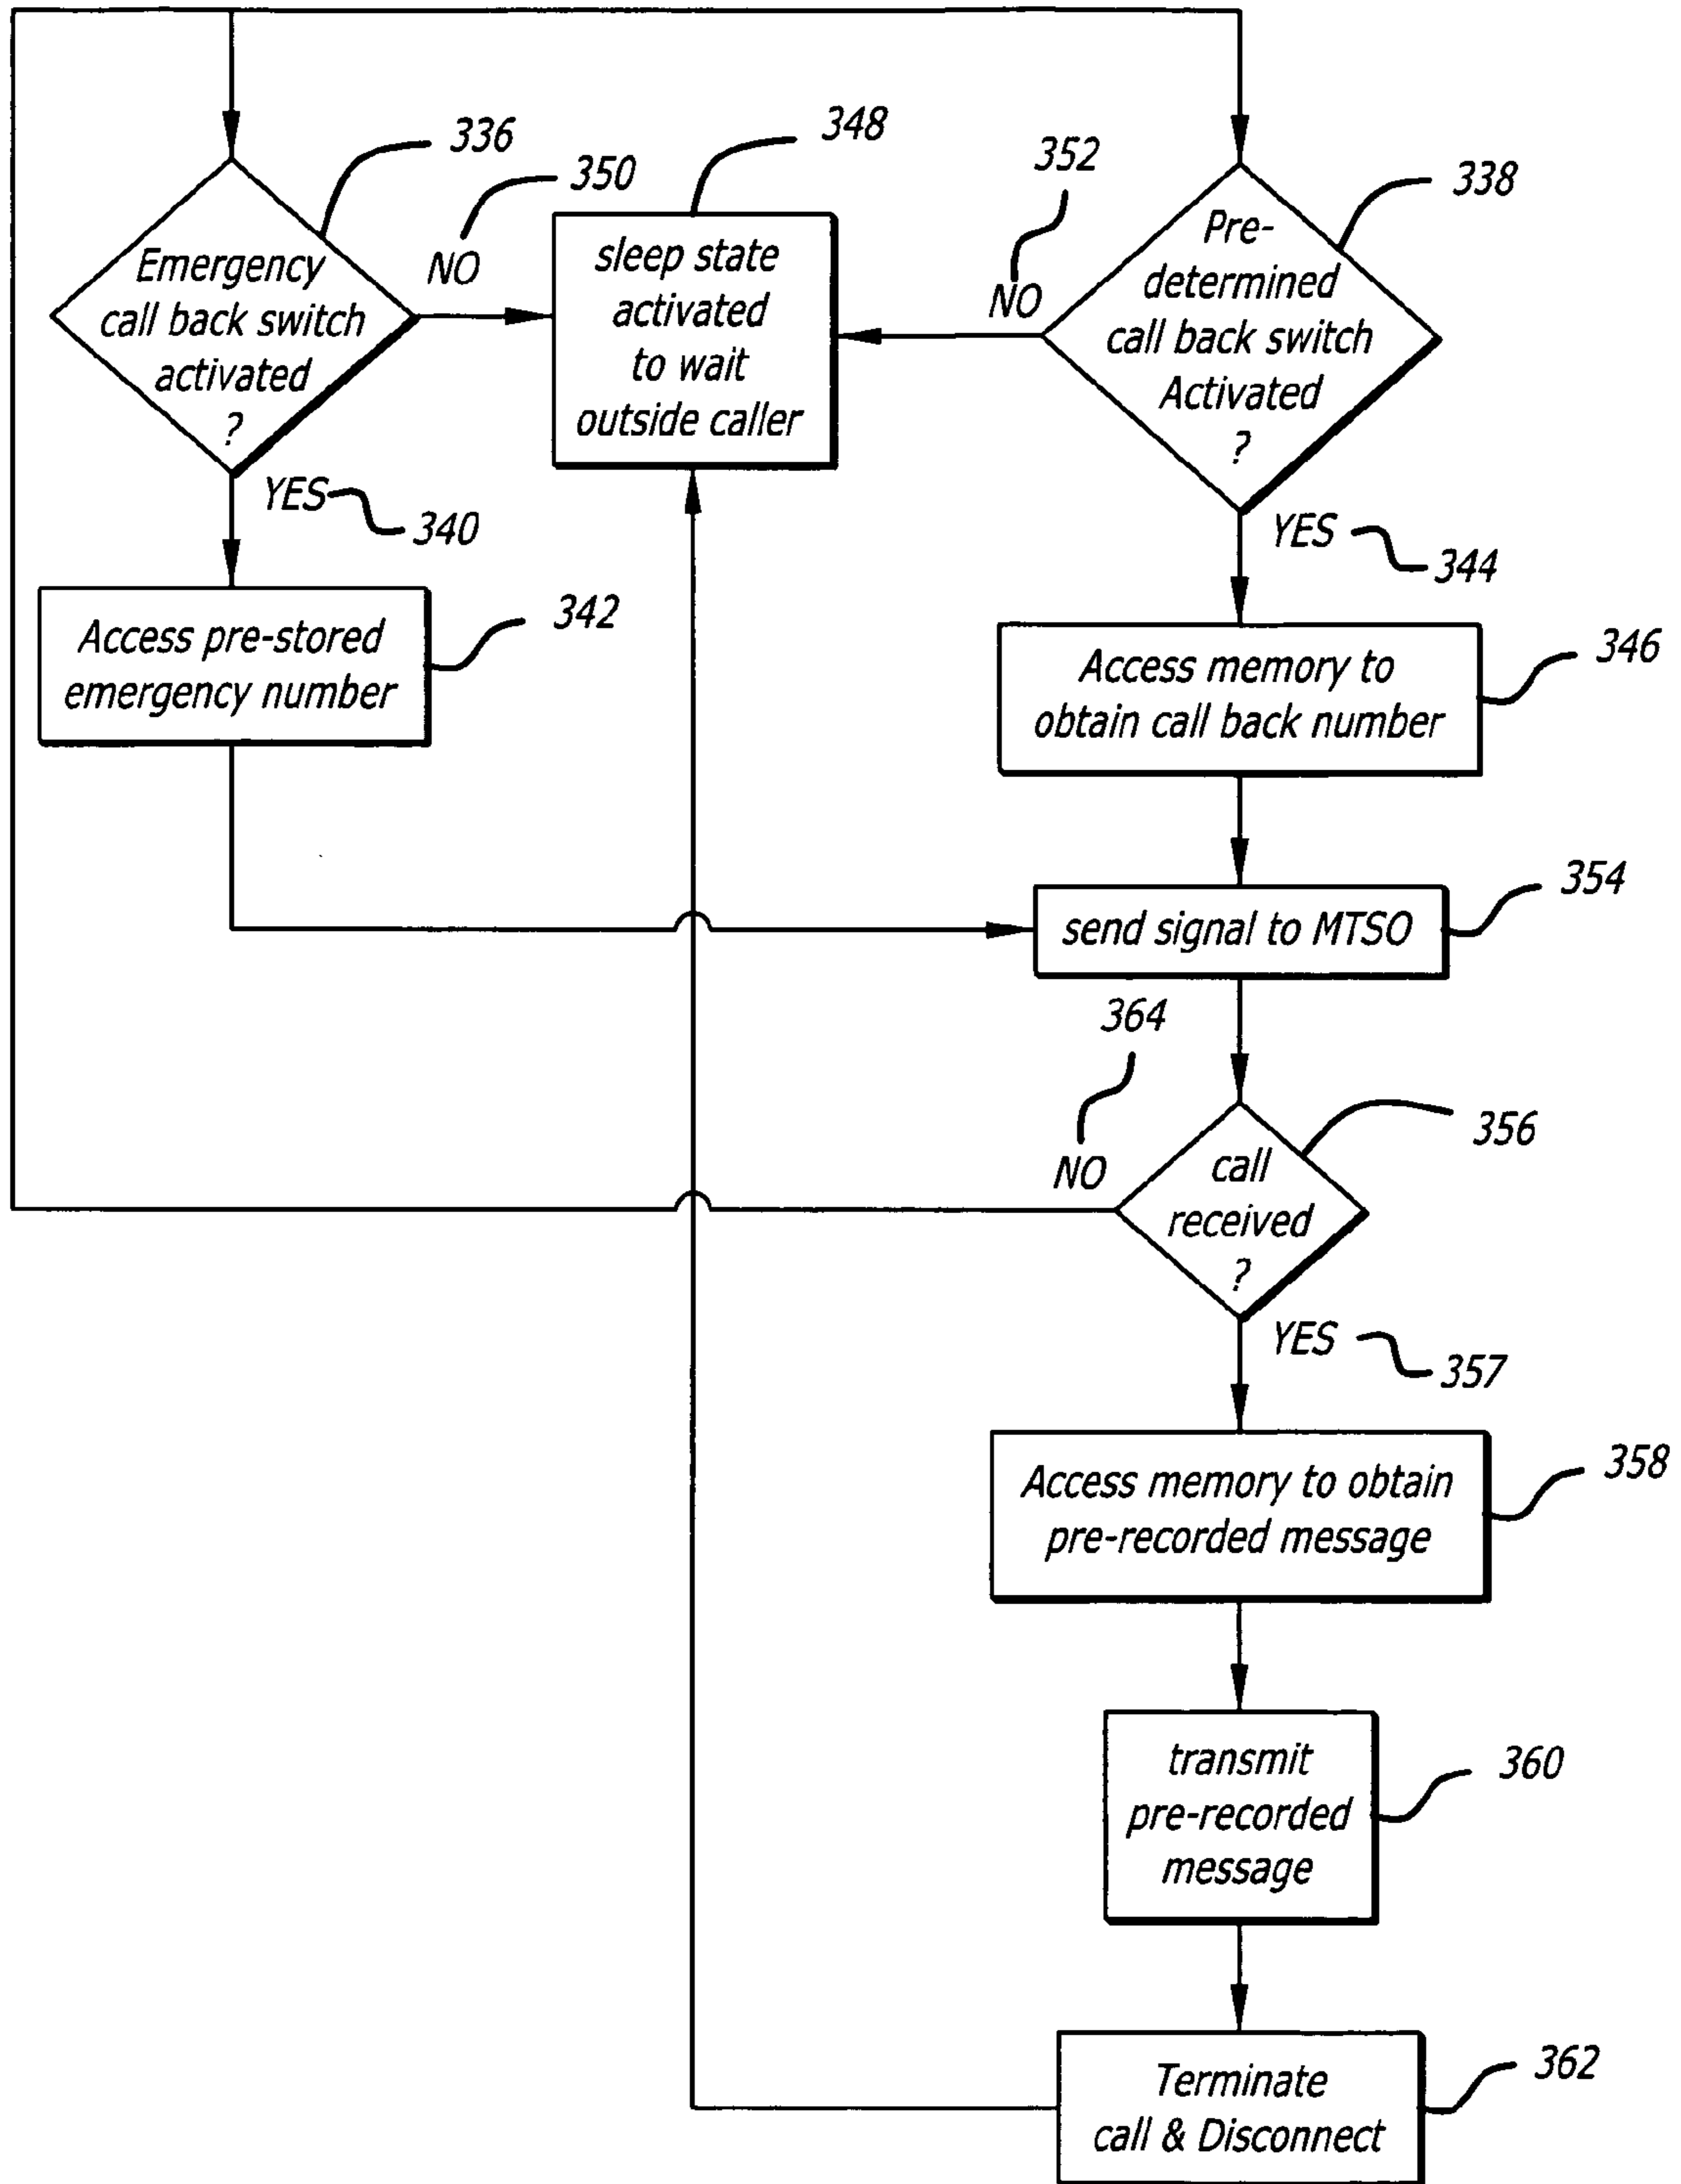 336
350
348
352
338
Emergency
call back switch
activated
?
NO
sleep state
activated
to wait
outside caller
NO
Pre-
determined
call back switch
Activated
?
YES
340
YES
344
Access pre-stored
emergency number
342
Access memory to
obtain call back number
346
send signal to MTSO
354
364
NO
call
received
?
356
YES
357
Access memory to obtain
pre-recorded message
358
transmit
pre-recorded
message
360
Terminate
call & Disconnect
362